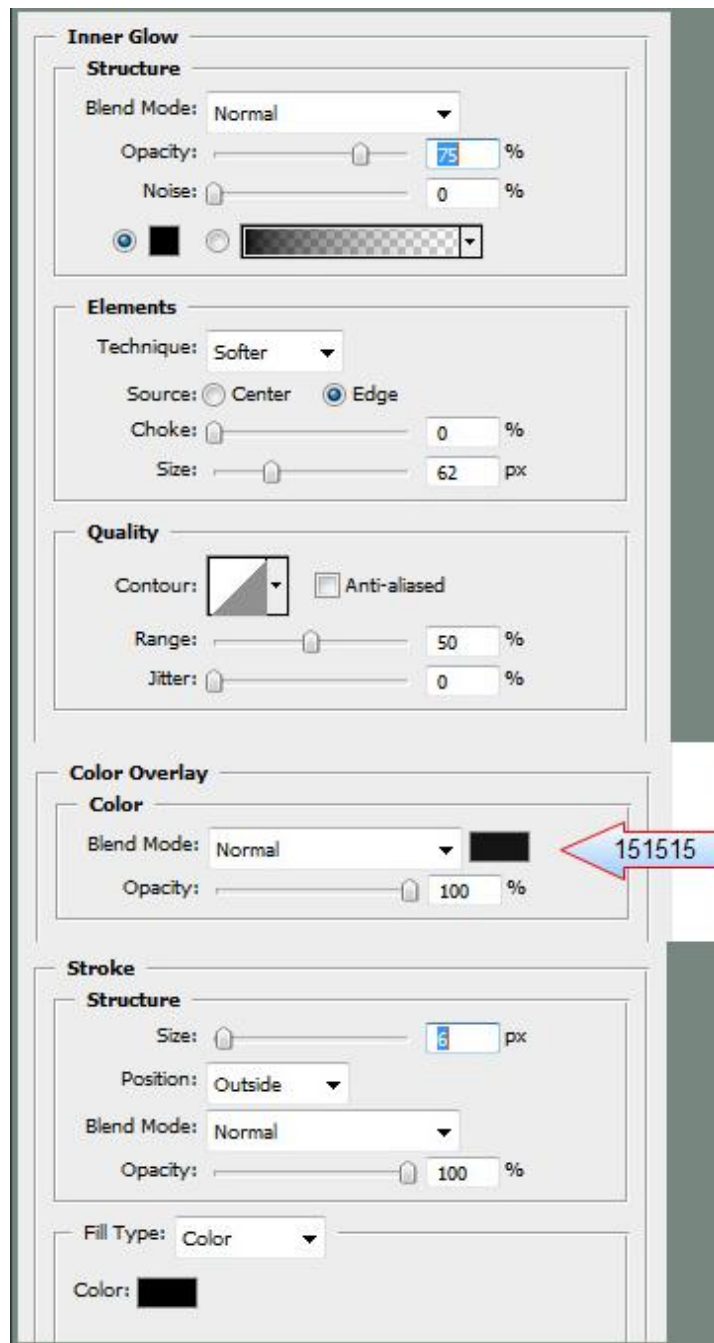 Inner Glow
Structure
Blend Mode: Normal
Opacity: 75 %
Noise: 0 %
Elements
Technique: Softer
Source: Center Edge
Choke: 0 %
Size: 62 px
Quality
Contour: Anti-aliased
Range: 50 %
Jitter: 0 %
Color Overlay
Color
Blend Mode: Normal 151515
Opacity: 100 %
Stroke
Structure
Size: 6 px
Position: Outside
Blend Mode: Normal
Opacity: 100 %
Fill Type: Color
Color: